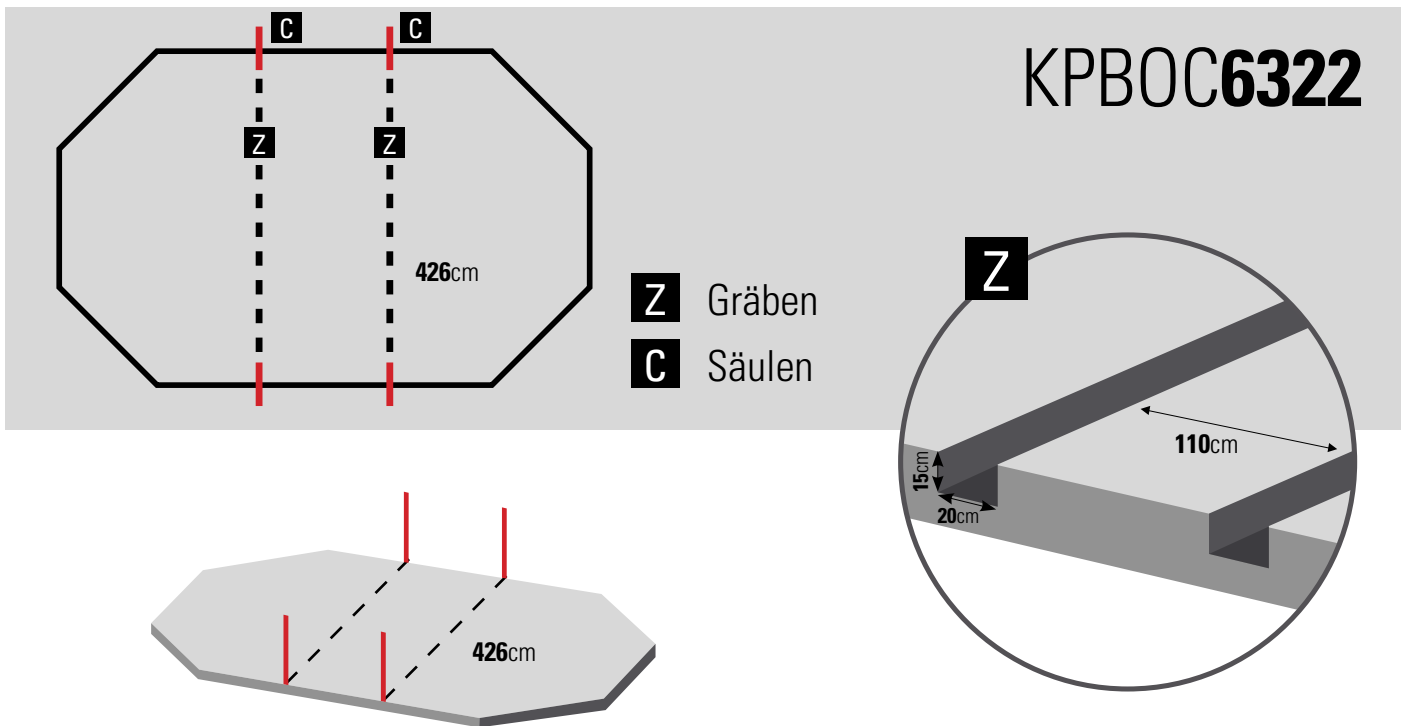 C C
KPBOC6322
Z Z
426cm
Z Gräben
C Säulen
Z
110cm
15cm
20cm
426cm